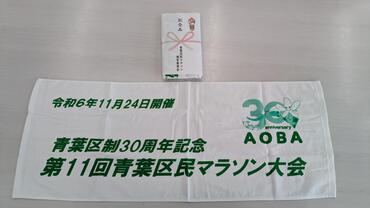 記念品
令和6年11月24日開催
30
anniversary
AOBA
青葉区制30周年記念
第11回青葉区民マラソン大会